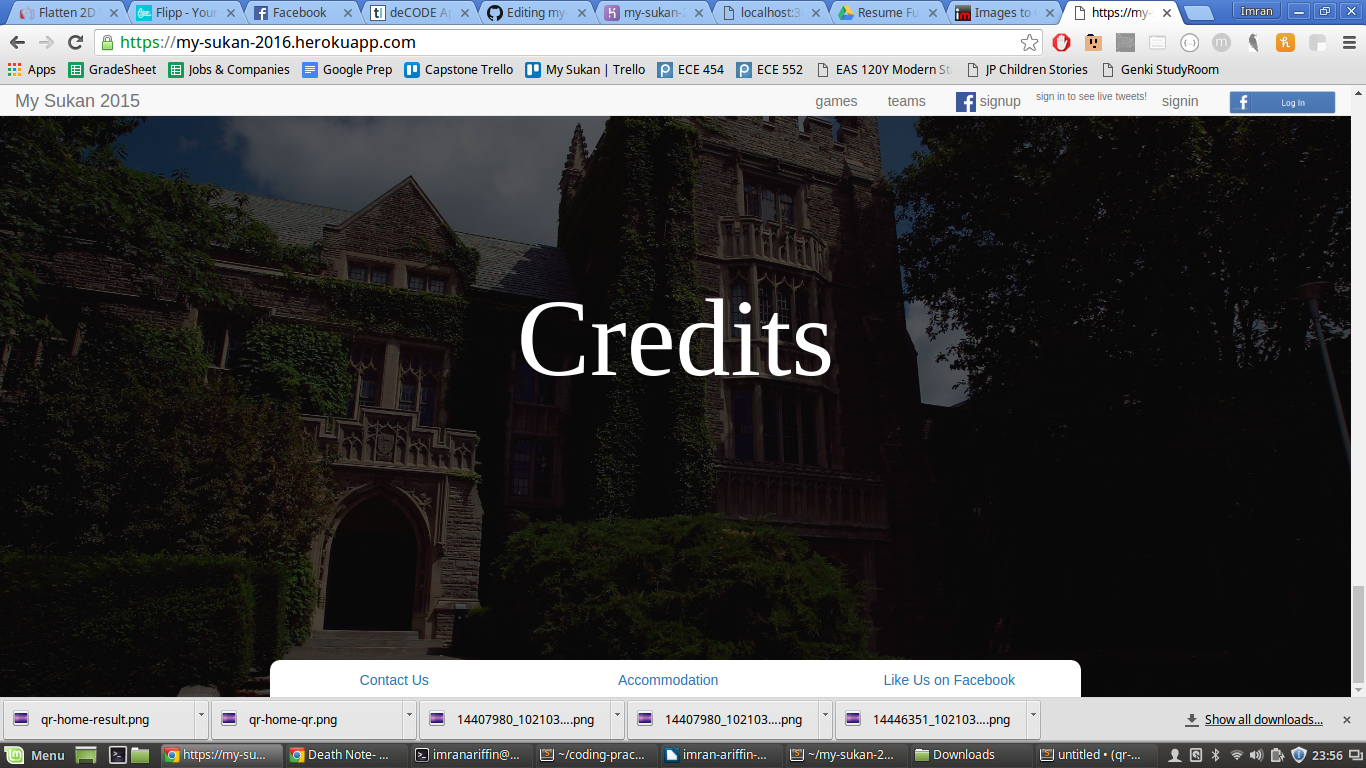 Flatten 2D
Flipp - Your
Facebook
deCODE Ap
Editing my-
my-sukan-2
localhost:30
Resume Fu
Images to G
https://my-
Imran
https://my-sukan-2016.herokuapp.com
Apps
GradeSheet
Jobs & Companies
Google Prep
Capstone Trello
My Sukan | Trello
ECE 454
ECE 552
EAS 120Y Modern St
JP Children Stories
Genki StudyRoom
My Sukan 2015
games
teams
signup
sign in to see live tweets!
signin
Log In
Credits
Contact Us
Accommodation
Like Us on Facebook
qr-home-result.png
qr-home-qr.png
14407980_102103....png
14407980_102103....png
14446351_102103....png
Show all downloads...
Menu
https://my-su...
Death Note- ...
imranariffin@...
~/coding-prac...
imran-ariffin-...
~/my-sukan-2...
Downloads
untitled • (qr-...
23:56